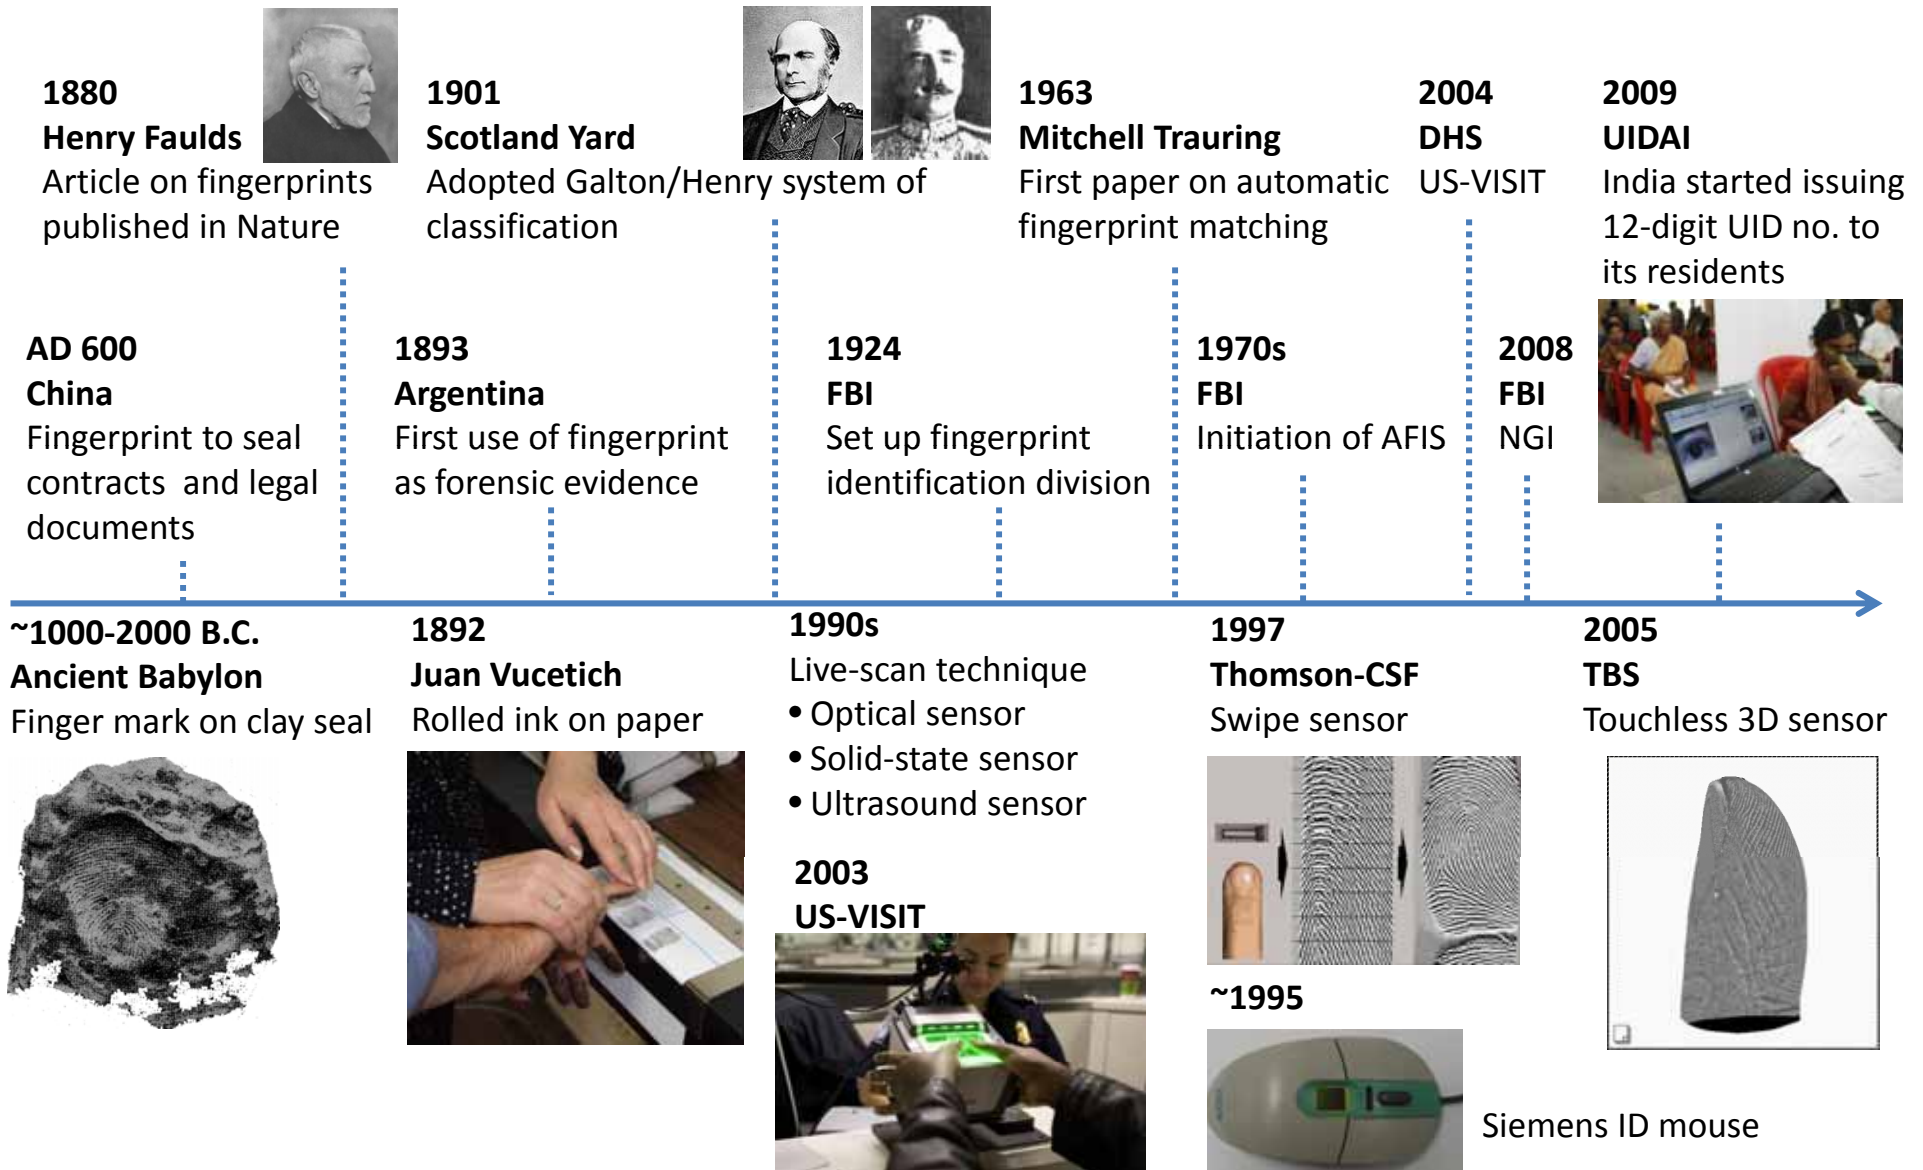 1880
Henry Faulds
Article on fingerprints
published in Nature
1901
Scotland Yard
Adopted Galton/Henry system of
classification
1963
Mitchell Trauring
First paper on automatic
fingerprint matching
2004
DHS
US-VISIT
2009
UIDAI
India started issuing
12-digit UID no. to
its residents
AD 600
China
Fingerprint to seal
contracts and legal
documents
1893
Argentina
First use of fingerprint
as forensic evidence
1924
FBI
Set up fingerprint
identification division
1970s
FBI
Initiation of AFIS
2008
FBI
NGI
~1000-2000 B.C.
Ancient Babylon
Finger mark on clay seal
1892
Juan Vucetich
Rolled ink on paper
1990s
Live-scan technique
• Optical sensor
• Solid-state sensor
• Ultrasound sensor
2003
US-VISIT
1997
Thomson-CSF
Swipe sensor
~1995
Siemens ID mouse
2005
TBS
Touchless 3D sensor